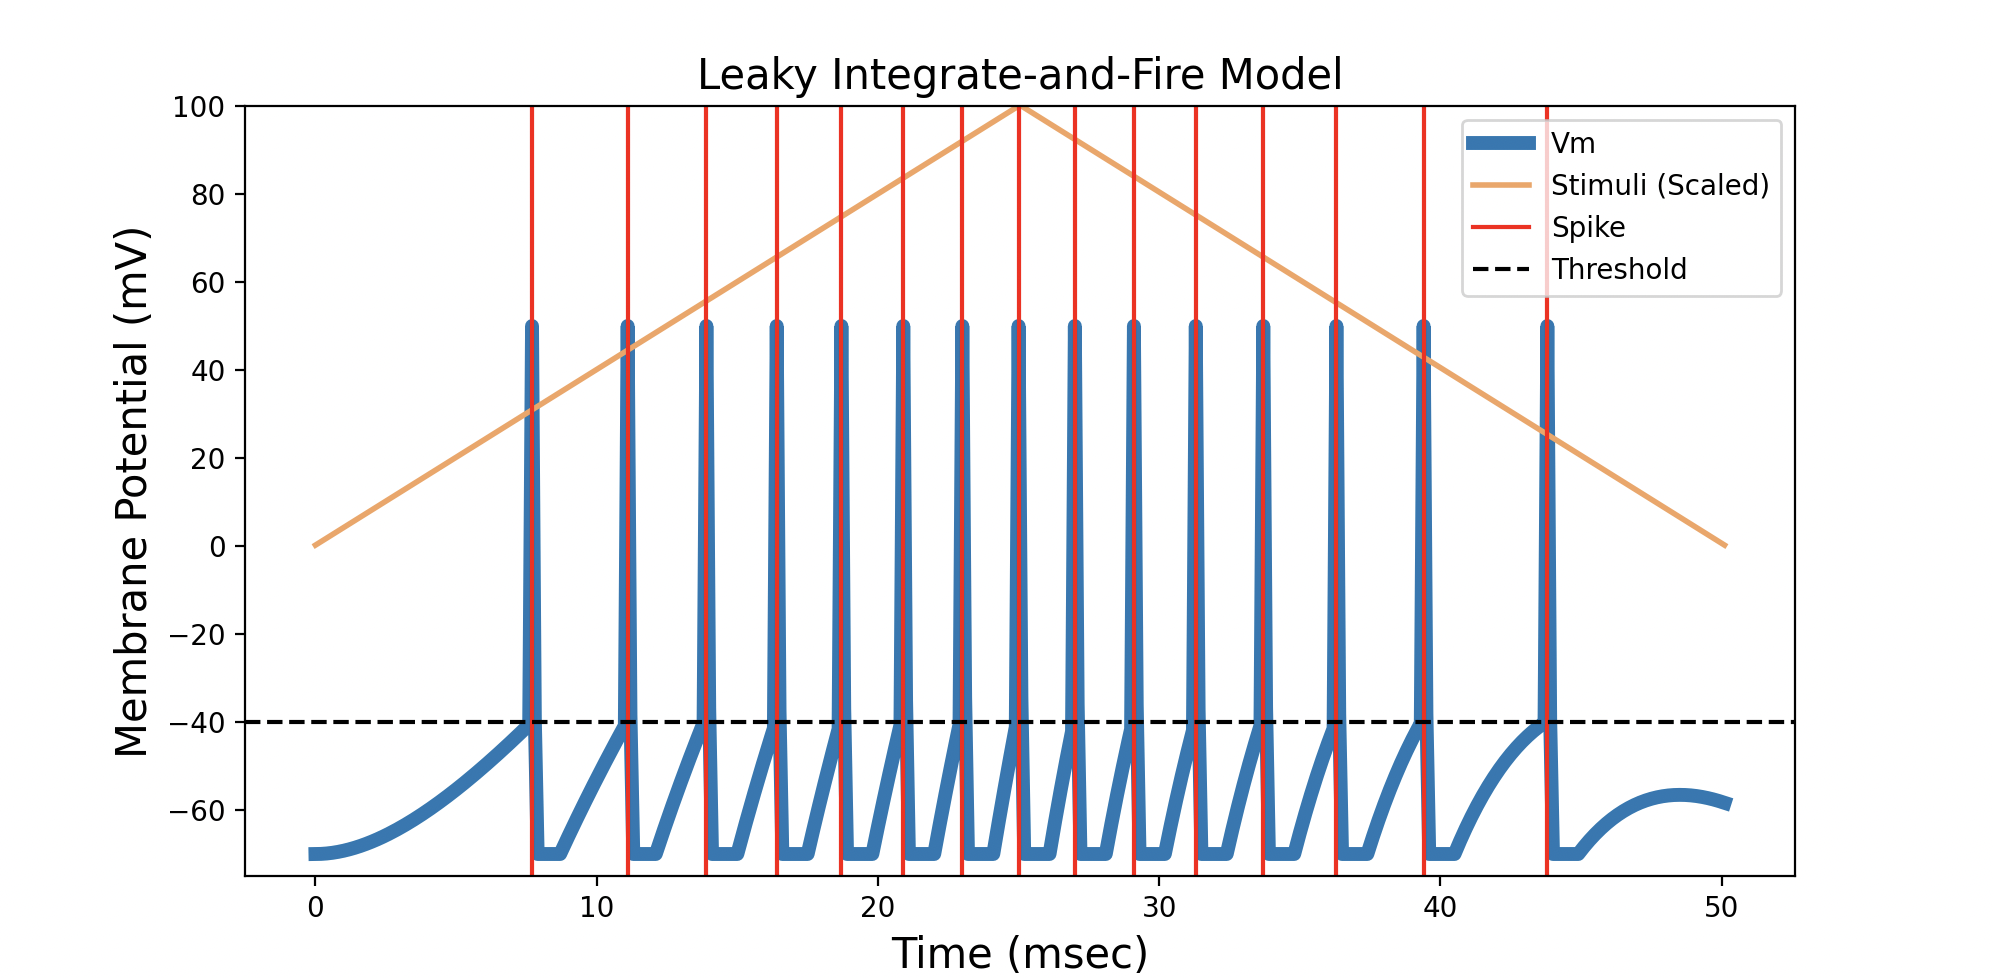 Leaky Integrate-and-Fire Model
Membrane Potential (mV)
100
80
60
40
20
0
−20
−40
−60
Vm
Stimuli (Scaled)
Spike
Threshold
0 10 20 30 40 50
Time (msec)